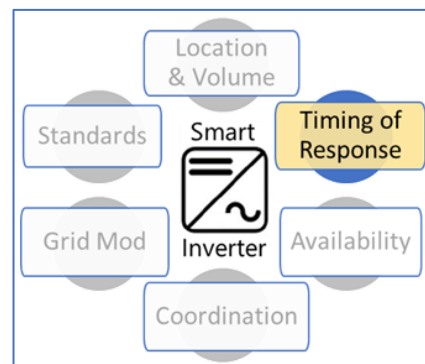 Location
& Volume
Standards
Smart
Timing of
Response
Grid Mod
Inverter
Availability
Coordination